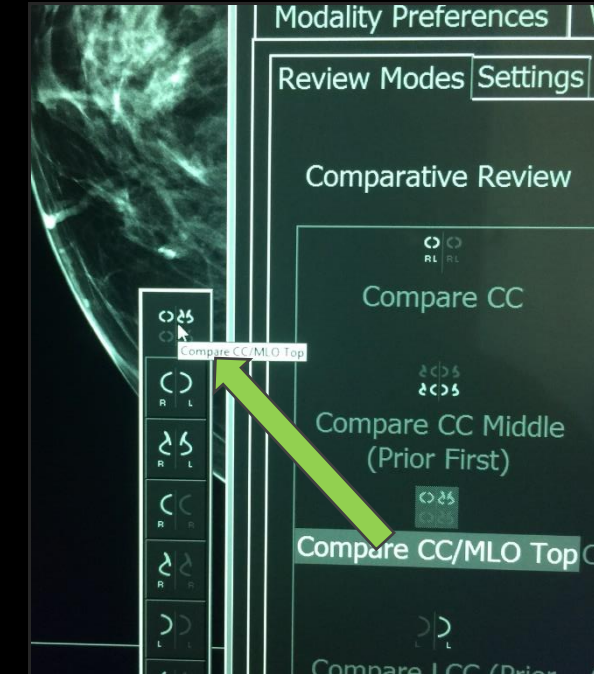 Modality Preferences
Review Modes
Settings
Comparative Review
RL RL
Compare CC
Compare CC Middle
(Prior First)
Compare CC/MLO Top
L
Compare CC/MLO Top
R L
R L
R
R
L